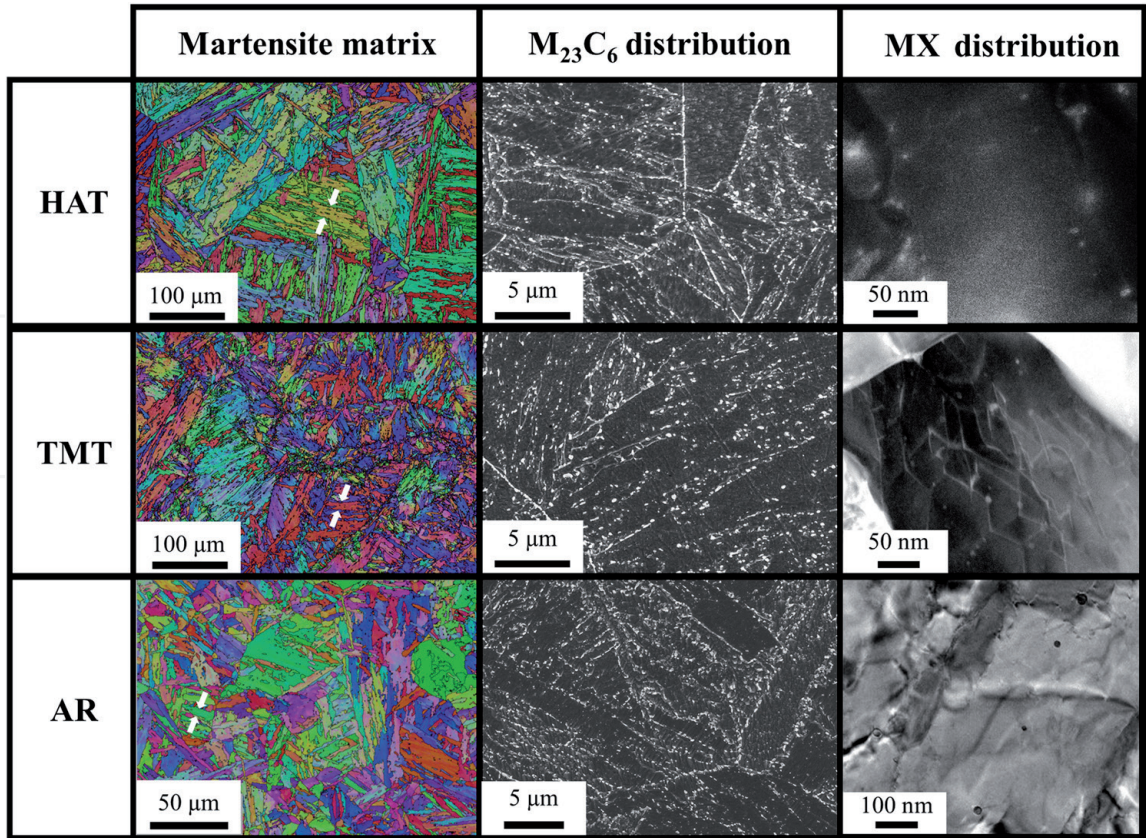 Martensite matrix
M₂₃C₆ distribution
MX distribution
HAT
100 µm
5 µm
50 nm
TMT
100 µm
5 µm
50 nm
AR
50 µm
5 µm
100 nm